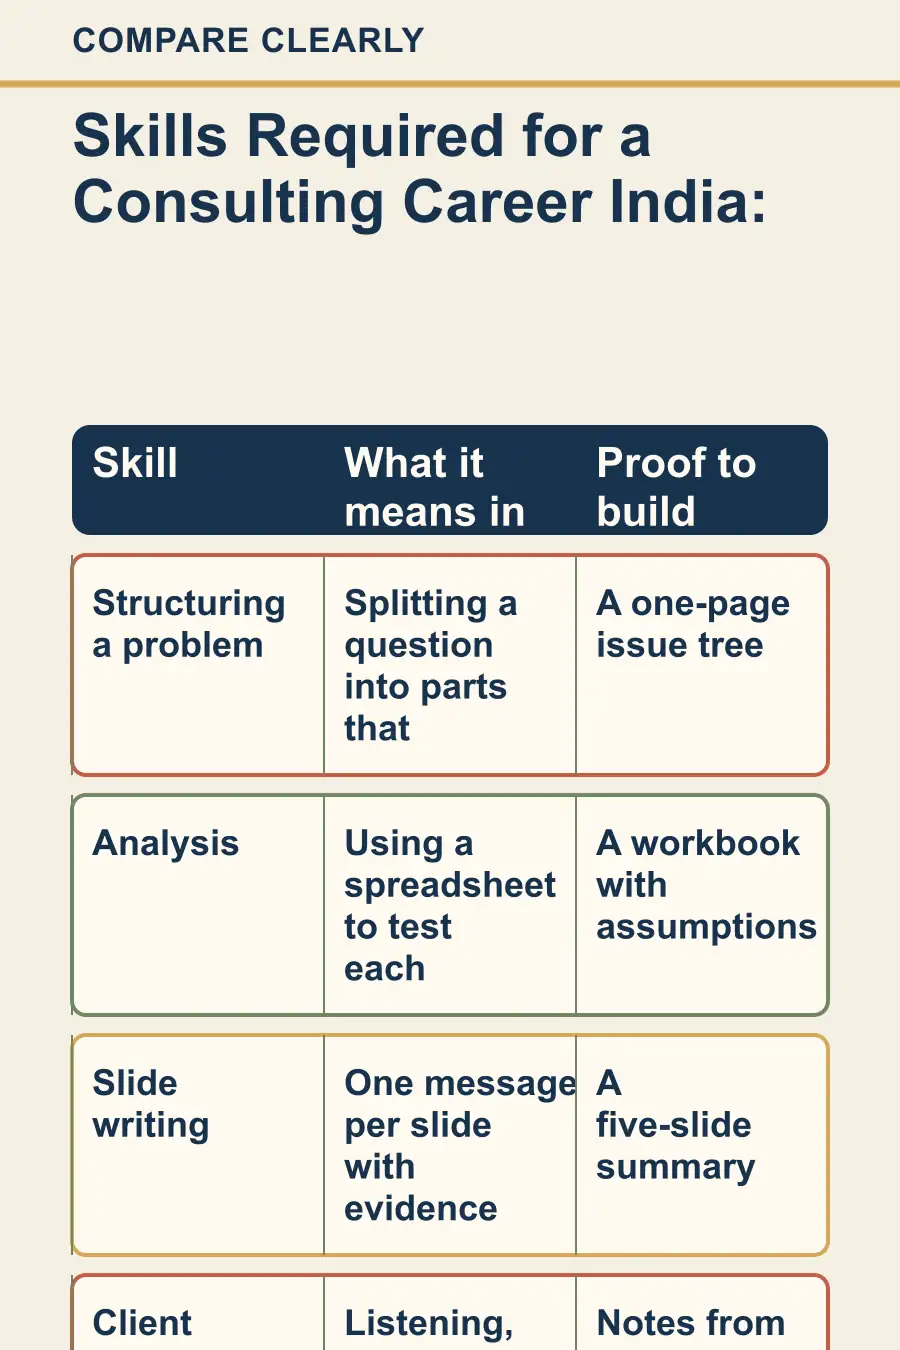 COMPARE CLEARLY
Skills Required for a
Consulting Career India:
Skill
What it
means in
Proof to
build
Structuring
a problem
Splitting a
question
into parts
that
A one-page
issue tree
Analysis
Using a
spreadsheet
to test
each
A workbook
with
assumptions
Slide
writing
One message
per slide
with
evidence
A
five-slide
summary
Client
Listening,
Notes from